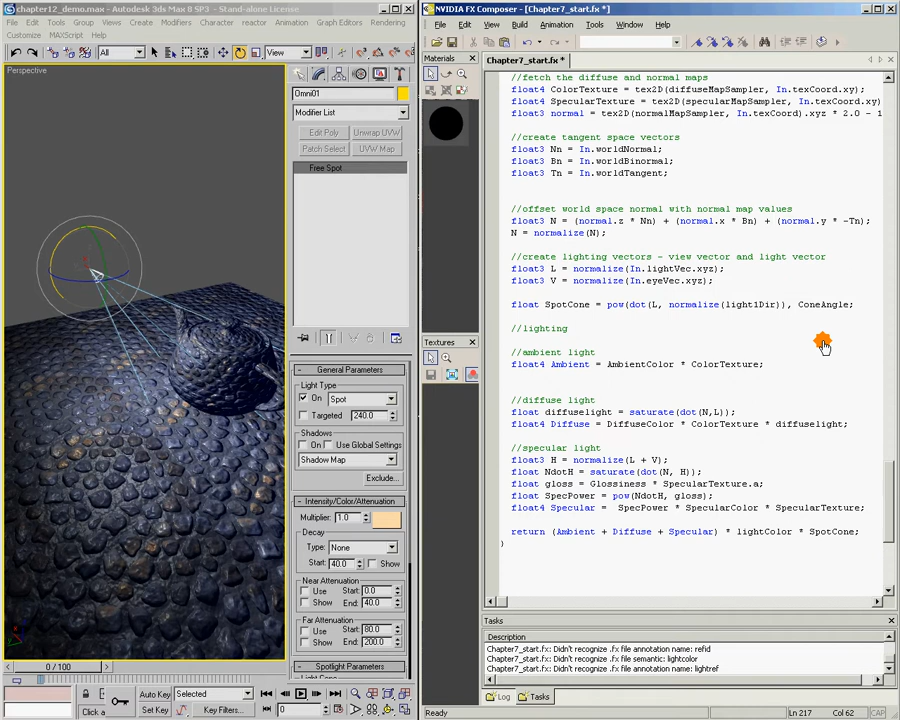 chapter12_demo.max - Autodesk 3ds Max 8 SP3 - Stand-alone License
File Edit Tools Group Views Create Modifiers Character reactor Animation Graph Editors Rendering
Customize MAXScript Help
All
View
Perspective
Omni01
Modifier List
Edit Poly Unwrap UVW
Patch Select UVW Map
Free Spot
General Parameters
Light Type
On Spot
Targeted 240.0
Shadows
On Use Global Settings
Shadow Map
Exclude...
Intensity/Color/Attenuation
Multiplier: 1.0
Decay
Type: None
Start: 40.0 Show
Near Attenuation
Use Start: 0.0
Show End: 40.0
Far Attenuation
Use Start: 80.0
Show End: 200.0
Spotlight Parameters
0 / 100
Auto Key Selected
Click a
Set Key Key Filters...
0
NVIDIA FX Composer - [Chapter7_start.fx *]
File Edit View Materials Animation Tools Build Window Help
Materials
Textures
Chapter7_start.fx *
//fetch the diffuse and normal maps
float4 ColorTexture = tex2D(diffuseMapSampler, In.texCoord.xy);
float4 SpecularTexture = tex2D(specularMapSampler, In.texCoord.xy)
float3 normal = tex2D(normalMapSampler, In.texCoord).xyz * 2.0 - 1
//create tangent space vectors
float3 Nn = In.worldNormal;
float3 Bn = In.worldBinormal;
float3 Tn = In.worldTangent;
//offset world space normal with normal map values
float3 N = (normal.z * Nn) + (normal.x * Bn) + (normal.y * -Tn);
N = normalize(N);
//create lighting vectors - view vector and light vector
float3 L = normalize(In.lightVec.xyz);
float3 V = normalize(In.eyeVec.xyz);
float SpotCone = pow(dot(L, normalize(light1Dir)), ConeAngle;
//lighting
//ambient light
float4 Ambient = AmbientColor * ColorTexture;
//diffuse light
float diffuselight = saturate(dot(N,L));
float4 Diffuse = DiffuseColor * ColorTexture * diffuselight;
//specular light
float3 H = normalize(L + V);
float NdotH = saturate(dot(N, H));
float gloss = Glossiness * SpecularTexture.a;
float SpecPower = pow(NdotH, gloss);
float4 Specular =  SpecPower * SpecularColor * SpecularTexture;
return (Ambient + Diffuse + Specular) * lightColor * SpotCone;
}
Tasks
Description
Chapter7_start.fx: Didn't recognize .fx file annotation name: refid
Chapter7_start.fx: Didn't recognize .fx file semantic: lightcolor
Chapter7_start.fx: Didn't recognize .fx file annotation name: lightref
Log Tasks
Ready Ln 217 Col 62 CAP